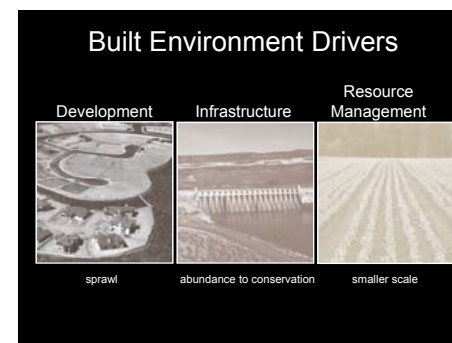 Built Environment Drivers
Development
Infrastructure
Resource
Management
sprawl
abundance to conservation
smaller scale